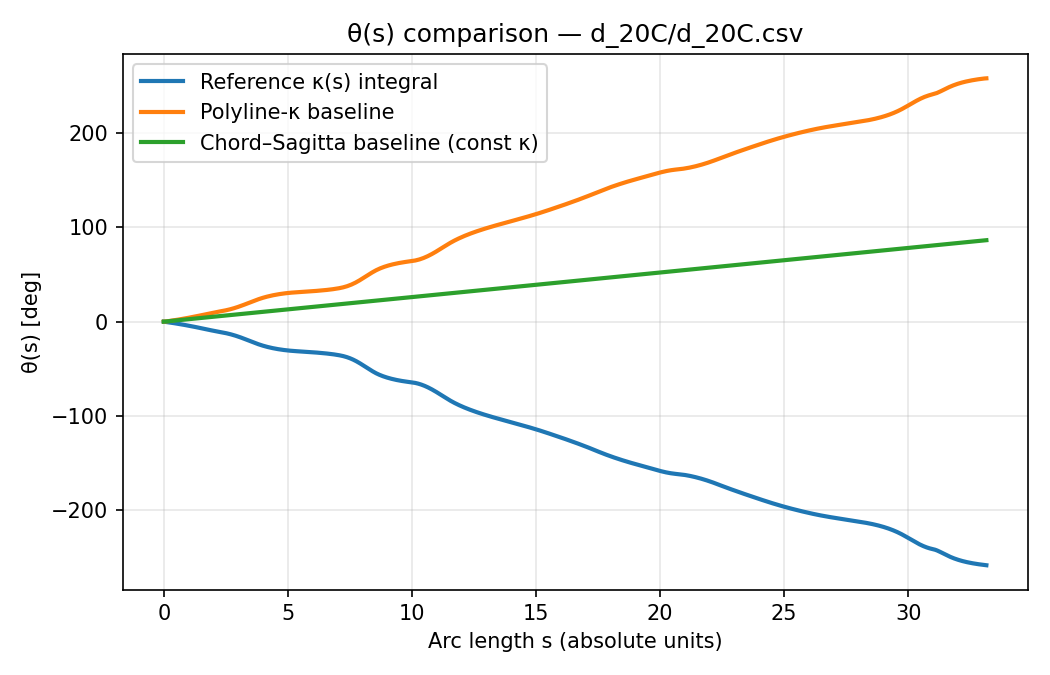 θ(s) comparison — d_20C/d_20C.csv
Reference κ(s) integral
Polyline-κ baseline
Chord–Sagitta baseline (const κ)
θ(s) [deg]
200
100
0
−100
−200
0 5 10 15 20 25 30
Arc length s (absolute units)